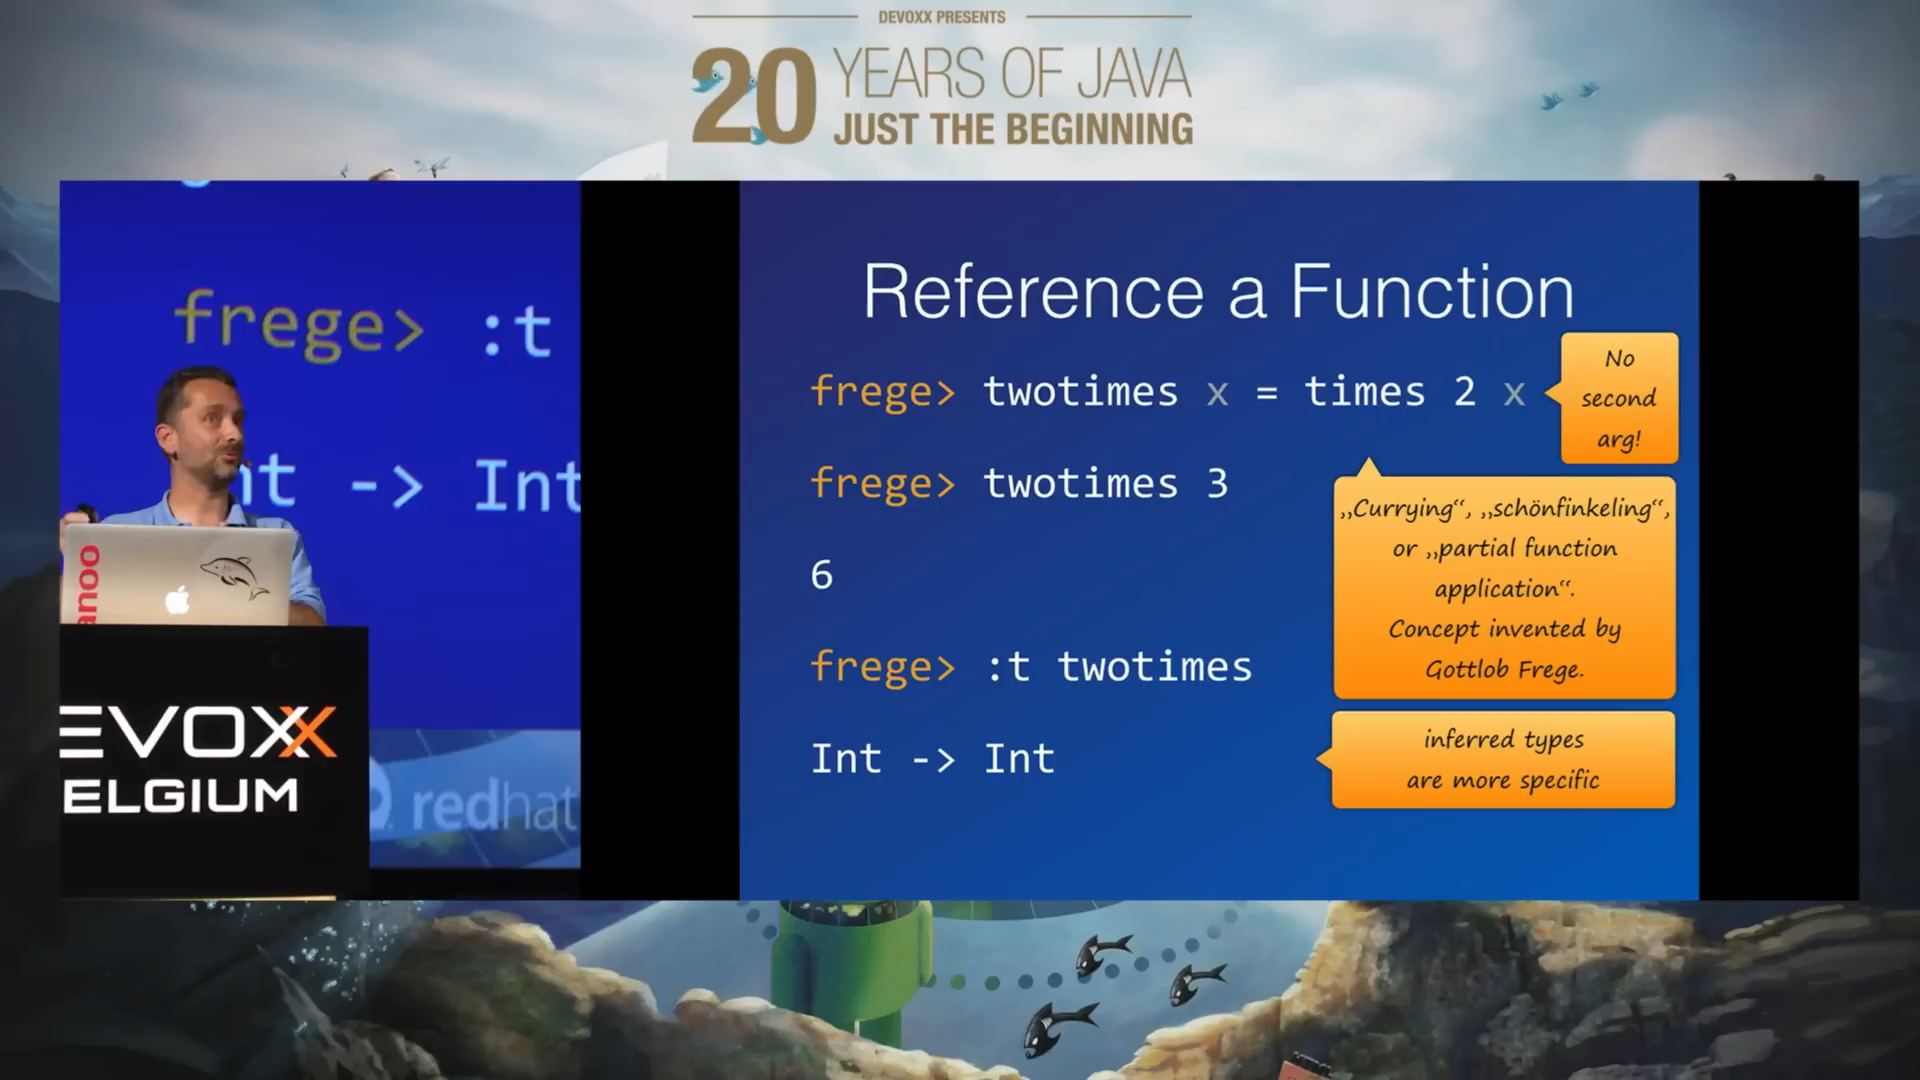 DEVOXX PRESENTS
20 YEARS OF JAVA
JUST THE BEGINNING
frege> :t
nt -> Int
anoo
EVOXX
ELGIUM
redhat
Reference a Function
frege> twotimes x = times 2 x
No
second
arg!
frege> twotimes 3
„Currying“, „schönfinkeling“,
or „partial function
application“.
Concept invented by
Gottlob Frege.
6
frege> :t twotimes
Int -> Int
inferred types
are more specific